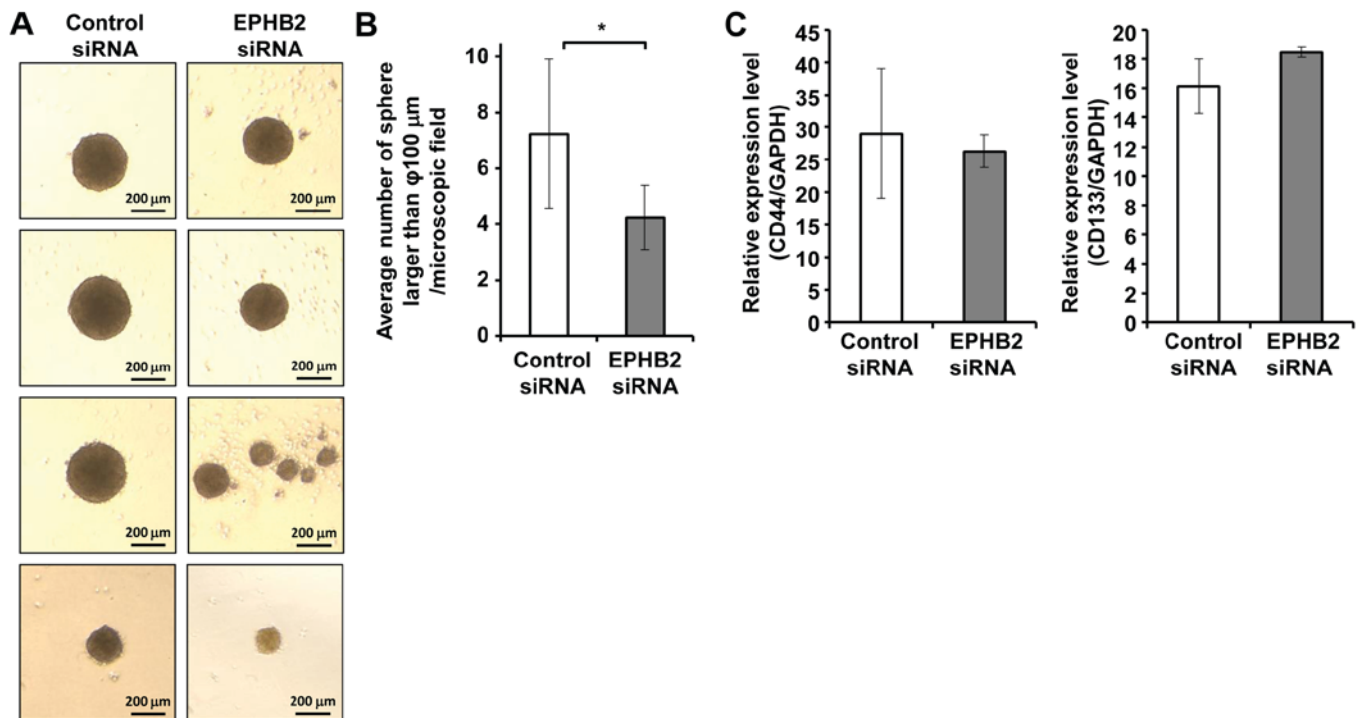 A
Control
siRNA
EPHB2
siRNA
200 μm
200 μm
200 μm
200 μm
200 μm
200 μm
200 μm
200 μm
B
*
Average number of sphere
larger than φ100 μm
/microscopic field
10
8
6
4
2
0
Control
siRNA
EPHB2
siRNA
C
Relative expression level
(CD44/GAPDH)
45
40
35
30
25
20
15
10
5
0
Control
siRNA
EPHB2
siRNA
Relative expression level
(CD133/GAPDH)
20
18
16
14
12
10
8
6
4
2
0
Control
siRNA
EPHB2
siRNA